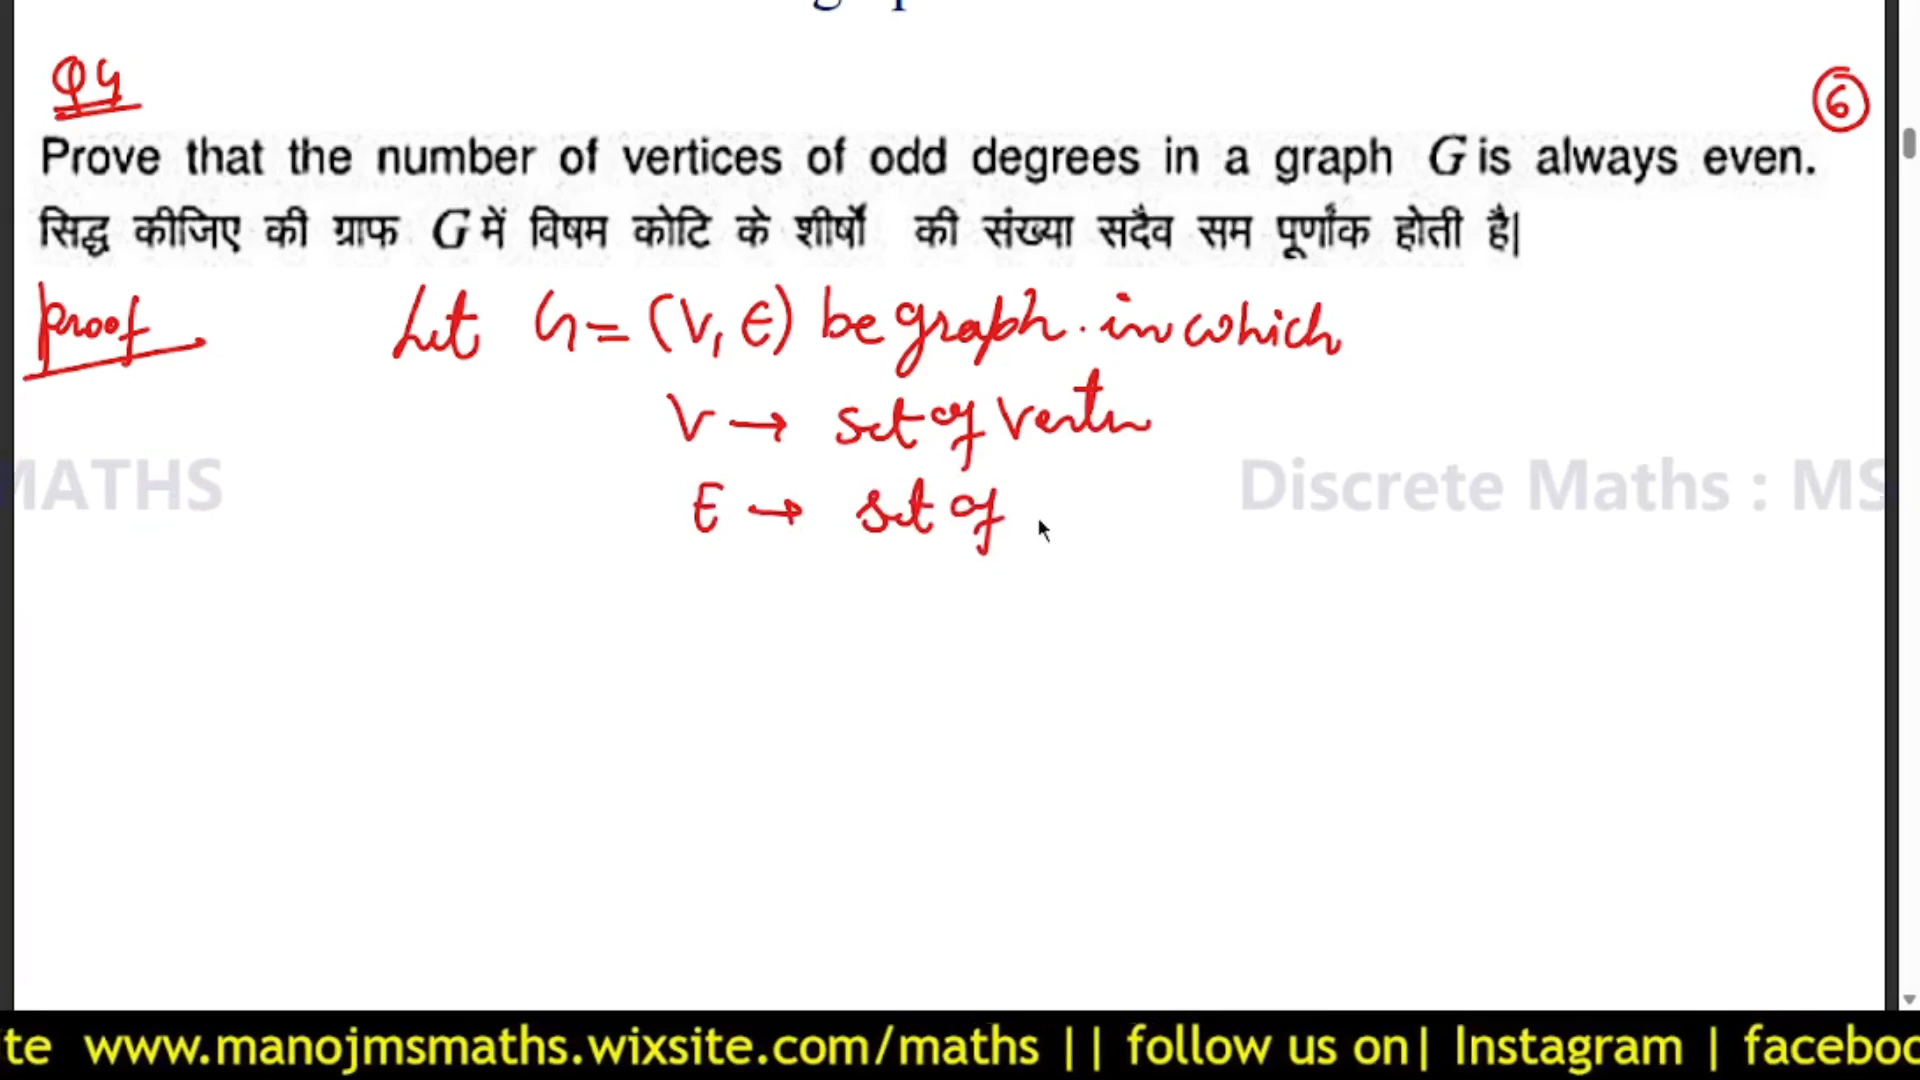 Q4
6
Prove that the number of vertices of odd degrees in a graph G is always even.
सिद्ध कीजिए की ग्राफ G में विषम कोटि के शीर्षों की संख्या सदैव सम पूर्णांक होती है|
Proof Let G = (V, E) be graph. in which
V → set of
E → set of
MATHS Discrete Maths : MS
te www.manojmsmaths.wixsite.com/maths || follow us on| Instagram | faceboo